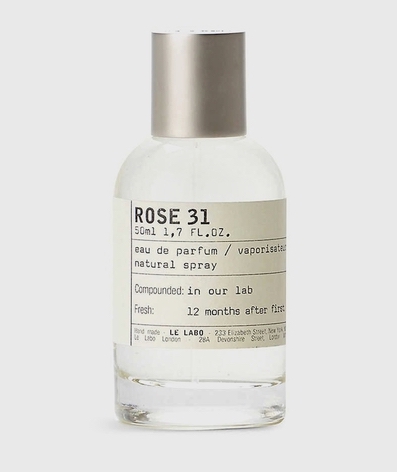 ROSE 31
50ml 1,7 FL.OZ.
eau de parfum / vaporisateur
natural spray
Compounded: in our lab
Fresh: 12 months after first
Hand made - LE LABO - 233 Elizabeth Street, New York
Le Labo London - 28A Devonshire Street, London